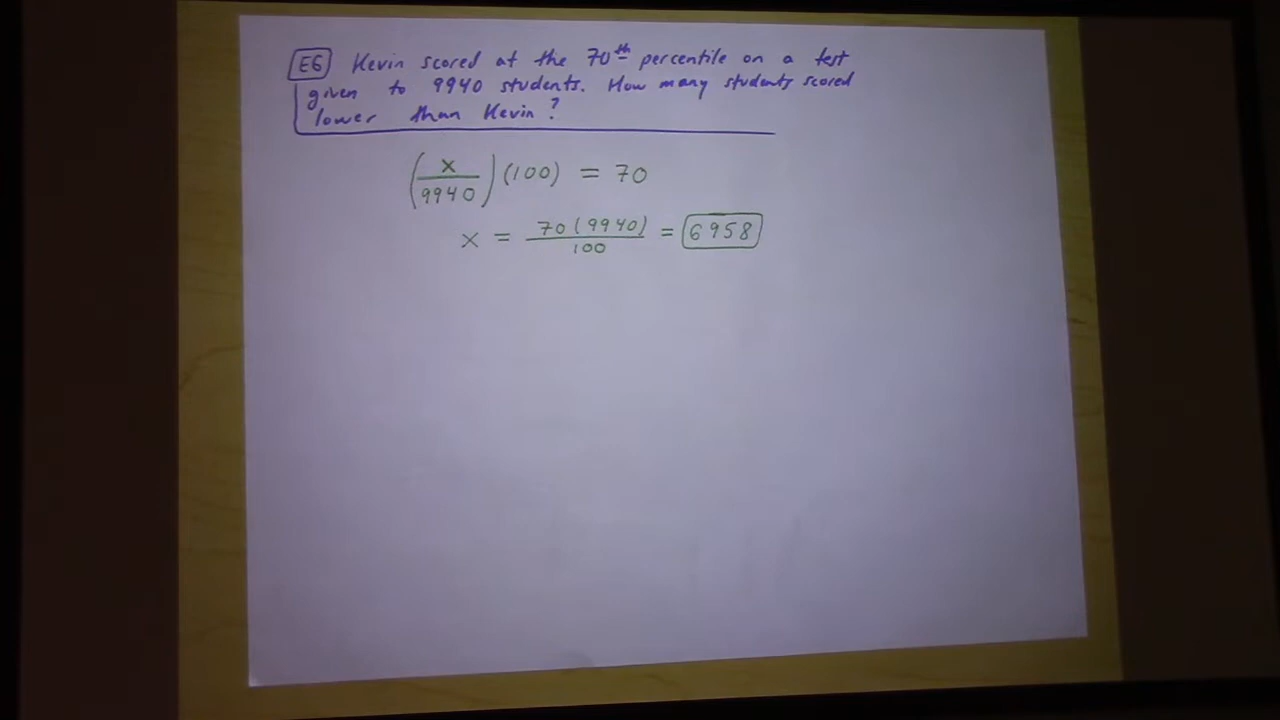 E6 Kevin scored at the 70th percentile on a test
given to 9940 students. How many students scored
lower than Kevin?
(x/9940)(100) = 70
x = 70(9940)/100 = 6958